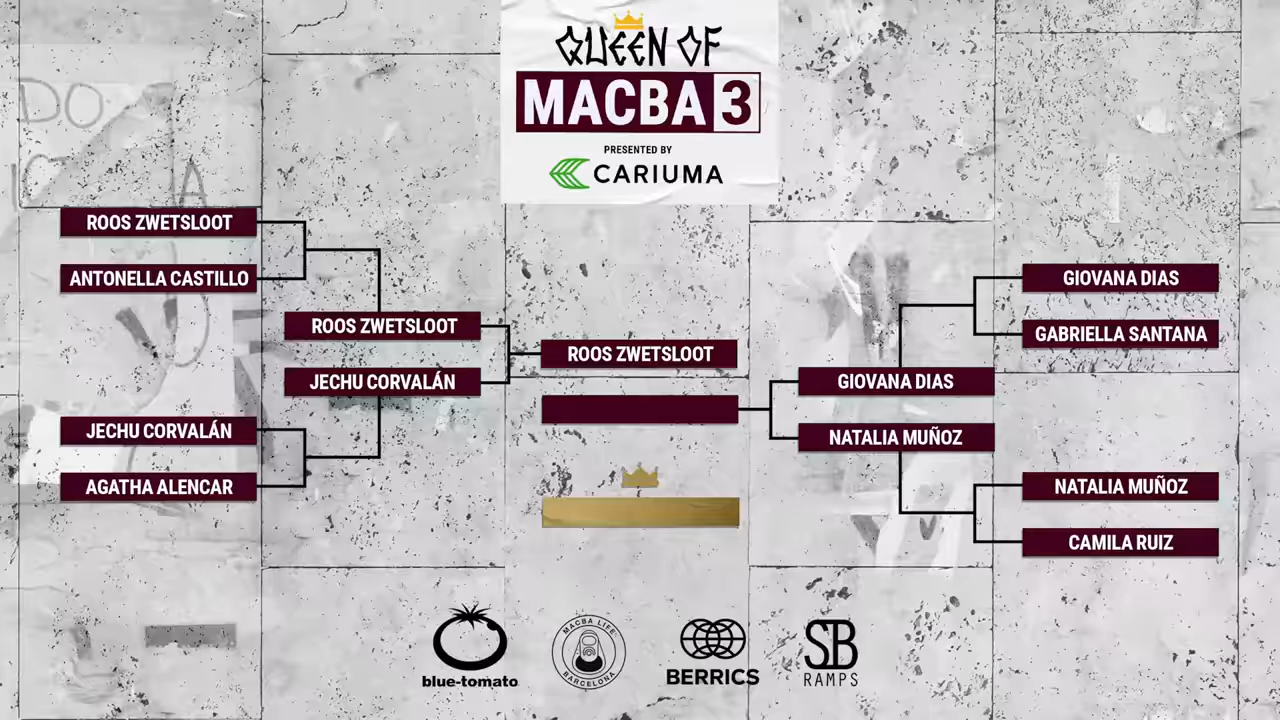 QUEEN OF
MACBA 3
PRESENTED BY
CARIUMA
DO
A
ROOS ZWETSLOOT
ANTONELLA CASTILLO
JECHU CORVALÁN
AGATHA ALENCAR
ROOS ZWETSLOOT
JECHU CORVALÁN
ROOS ZWETSLOOT
GIOVANA DIAS
NATALIA MUÑOZ
GIOVANA DIAS
GABRIELLA SANTANA
NATALIA MUÑOZ
CAMILA RUIZ
blue-tomato
MACBA LIFE
BARCELONA
BERRICS
SB
RAMPS